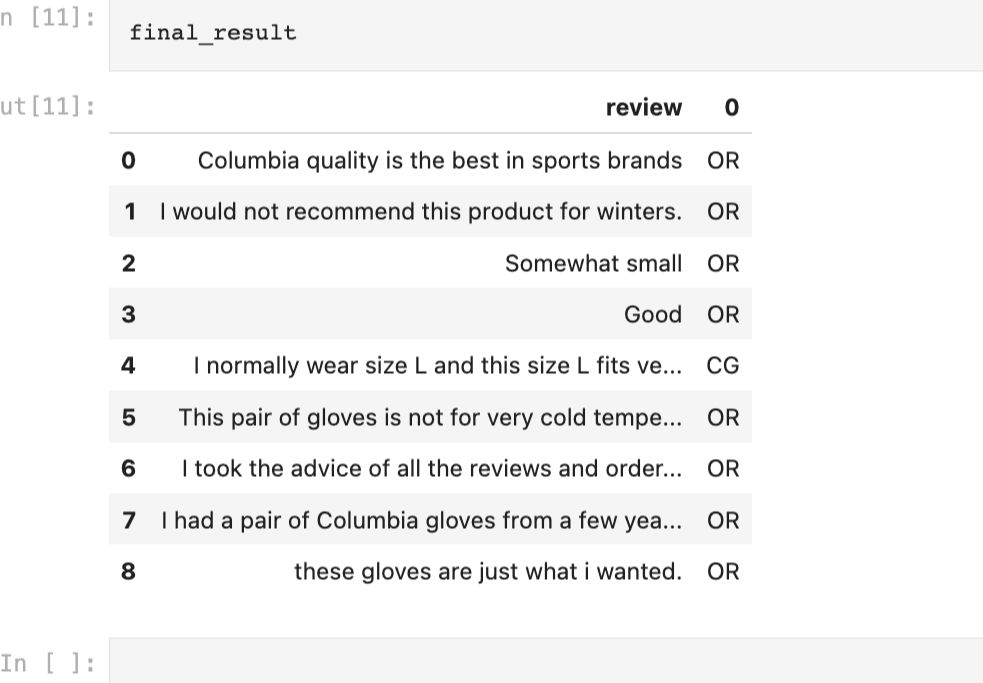 n [11]:
final_result
ut[11]:
review 0
0 Columbia quality is the best in sports brands OR
1 I would not recommend this product for winters. OR
2 Somewhat small OR
3 Good OR
4 I normally wear size L and this size L fits ve... CG
5 This pair of gloves is not for very cold tempe... OR
6 I took the advice of all the reviews and order... OR
7 I had a pair of Columbia gloves from a few yea... OR
8 these gloves are just what i wanted. OR
In [ ]: